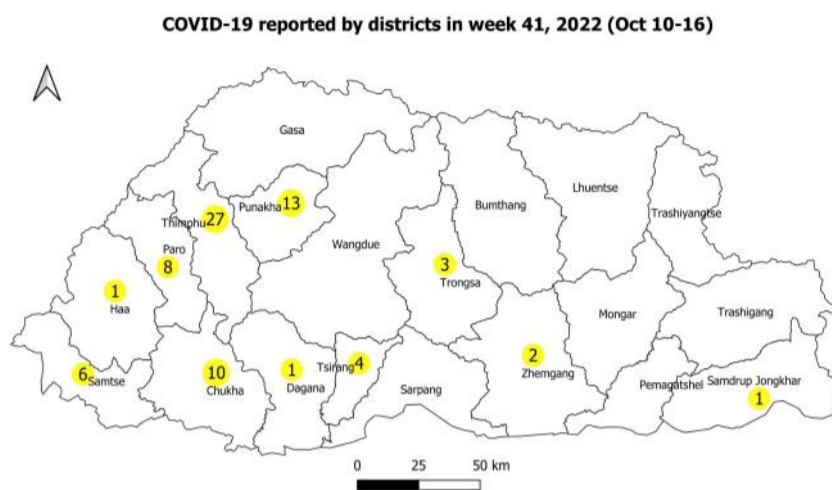 COVID-19 reported by districts in week 41, 2022 (Oct 10-16)
Gasa
Punakha 13
Thimphu 27
Lhuentse
Bumthang
Trashiyangtse
Wangdue
Paro
8
3
Trongsa
1
Haa
Mongar
Trashigang
6
Samtse
10
Chukha
1
Dagana
Tsirang 4
Sarpang
2
Zhemgang
Pemagatshel
Samdrup Jongkhar
1
0 25 50 km